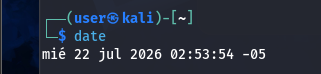 ┌──(user㉿kali)-[~]
└─$ date
mié 22 jul 2026 02:53:54 -05